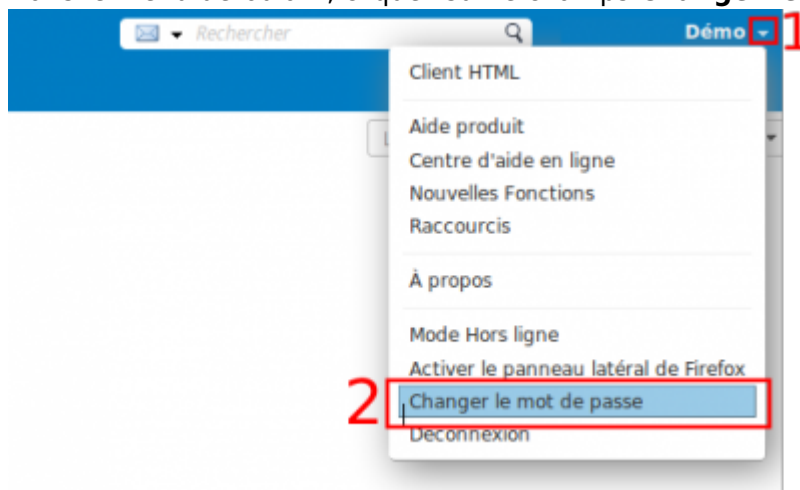 Rechercher
Démo
1
Client HTML
Aide produit
Centre d'aide en ligne
Nouvelles Fonctions
Raccourcis
À propos
Mode Hors ligne
Activer le panneau latéral de Firefox
2
Changer le mot de passe
Déconnexion